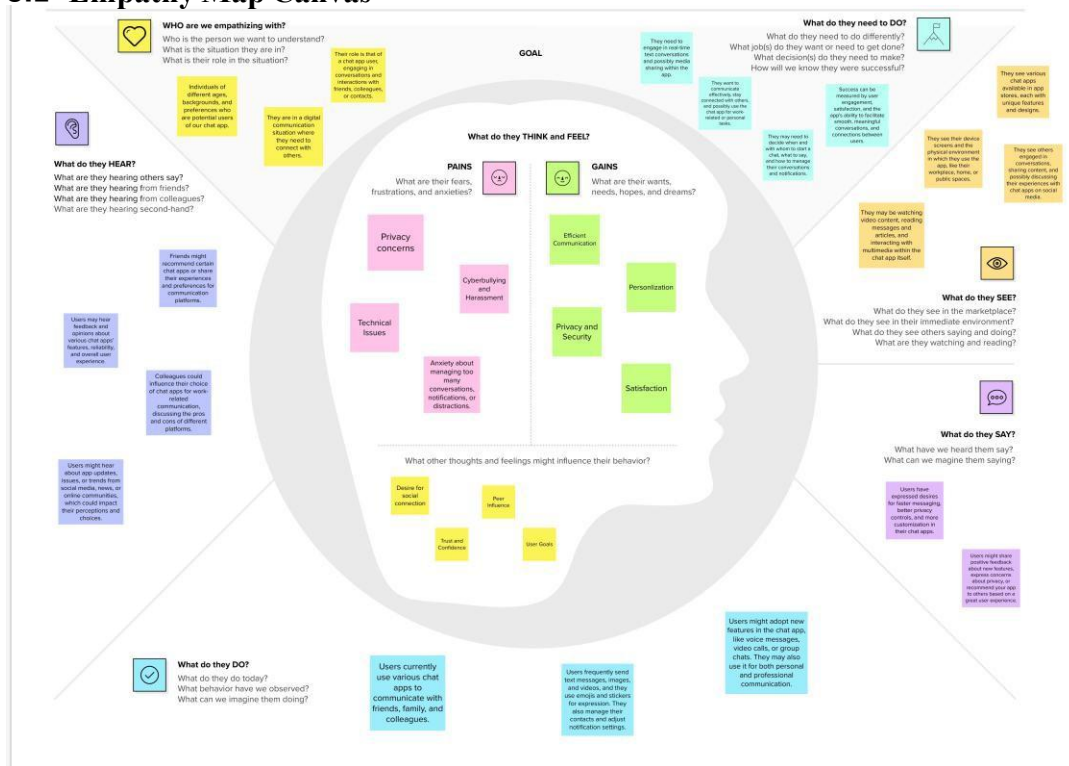 3.2 Empathy Map Canvas
WHO are we empathizing with?
Who is the person we want to understand?
What is the situation they are in?
What is their role in the situation?
Individuals of
different ages,
backgrounds, and
preferences who
are potential users
of our chat app.
They are in a digital
communication
situation where
they need to
connect with
others.
Their role is that of
a chat app user,
engaging in
conversations and
interactions with
friends, colleagues,
or contacts.
GOAL
What do they need to DO?
What do they need to do differently?
What job(s) do they want or need to get done?
What decision(s) do they need to make?
How will we know they were successful?
They need to
engage in real-time
text conversations
and possibly media
sharing within the
app.
They want to
communicate
effectively, stay
connected with others,
and possibly use the
chat app for work-
related or personal
tasks.
They may need to
decide when and
with whom to start a
chat, what to say,
and how to manage
their conversations
and notifications.
Success can be
measured by user
engagement,
satisfaction, and the
app's ability to facilitate
smooth, meaningful
conversations, and
connections between
users.
They see various
chat apps
available in app
stores, each with
unique features
and designs.
They see their device
screens and the
physical environment
in which they use the
app, like their
workplace, home, or
public spaces.
They see others
engaged in
conversations,
sharing content, and
possibly discussing
their experiences with
chat apps on social
media.
They may be watching
video content, reading
messages and
articles, and
interacting with
multimedia within the
chat app itself.
What do they SEE?
What do they see in the marketplace?
What do they see in their immediate environment?
What do they see others saying and doing?
What are they watching and reading?
What do they HEAR?
What are they hearing others say?
What are they hearing from friends?
What are they hearing from colleagues?
What are they hearing second-hand?
Friends might
recommend certain
chat apps or share
their experiences
and preferences for
communication
platforms.
Users may hear
feedback and
opinions about
various chat apps'
features, reliability,
and overall user
experience.
Colleagues could
influence their choice
of chat apps for work-
related
communication,
discussing the pros
and cons of different
platforms.
Users might hear
about app updates,
issues, or trends from
social media, news, or
online communities,
which could impact
their perceptions and
choices.
What do they THINK and FEEL?
PAINS
What are their fears,
frustrations, and anxieties?
Privacy
concerns
Cyberbullying
and
Harassment
Technical
Issues
Anxiety about
managing too
many
conversations,
notifications, or
distractions.
GAINS
What are their wants,
needs, hopes, and dreams?
Efficient
Communication
Personlization
Privacy and
Security
Satisfaction
What other thoughts and feelings might influence their behavior?
Desire for
social
connection
Peer
Influence
Trust and
Confidence
User Goals
What do they SAY?
What have we heard them say?
What can we magine them saying?
Users have
expressed desires
for faster messaging,
better privacy
controls, and more
customization in
their chat apps.
Users might share
positive feedback
about new features,
express concerns
about privacy, or
recommend your app
to others based on a
great user experience.
What do they DO?
What do they do today?
What behavior have we observed?
What can we imagine them doing?
Users currently
use various chat
apps to
communicate with
friends, family, and
colleagues.
Users frequently send
text messages, images,
and videos, and they
use emojis and stickers
for expression. They
also manage their
contacts and adjust
notification settings.
Users might adopt new
features in the chat app,
like voice messages,
video calls, or group
chats. They may also
use it for both personal
and professional
communication.